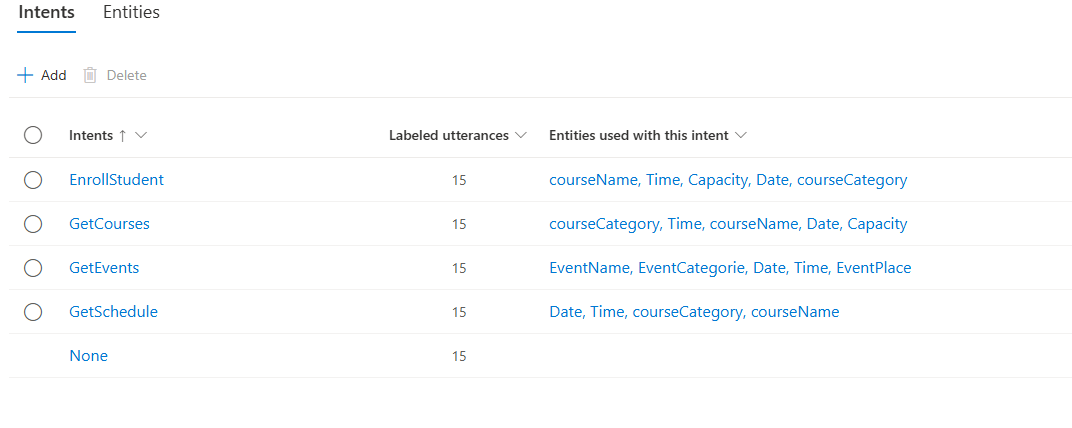 Intents Entities
Add Delete
Intents ↑ Labeled utterances Entities used with this intent
EnrollStudent 15 courseName, Time, Capacity, Date, courseCategory
GetCourses 15 courseCategory, Time, courseName, Date, Capacity
GetEvents 15 EventName, EventCategorie, Date, Time, EventPlace
GetSchedule 15 Date, Time, courseCategory, courseName
None 15